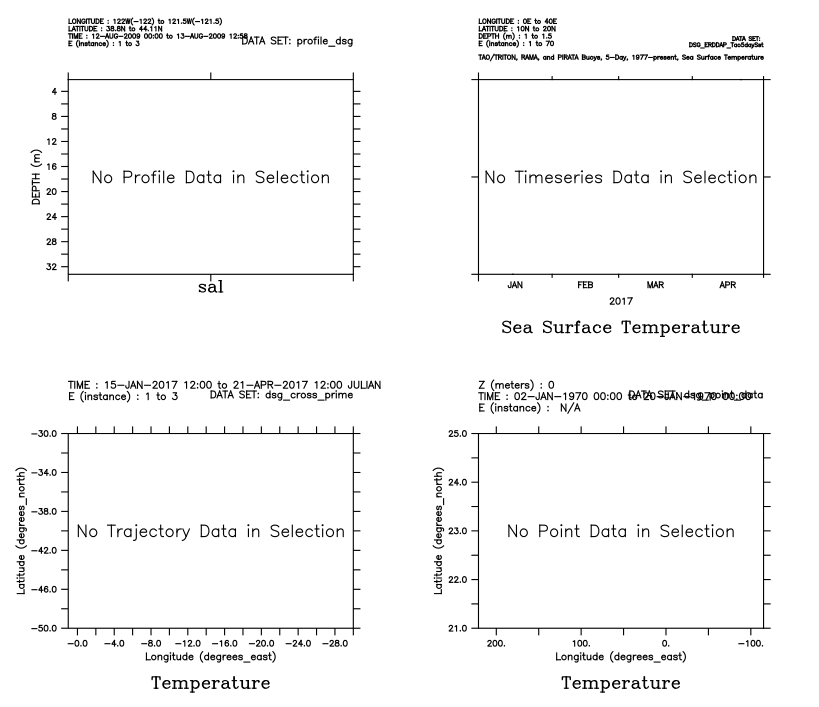 LONGITUDE : 122W(-122) to 121.5W(-121.5)
LATITUDE : 38.8N to 44.11N
TIME : 12-AUG-2009 00:00 to 13-AUG-2009 12:58
E (instance) : 1 to 3
DATA SET: profile_dsg
4
8
12
16
20
24
28
32
DEPTH (m)
No Profile Data in Selection
sal
LONGITUDE : 0E to 40E
LATITUDE : 10N to 20N
DEPTH (m) : 1 to 1.5
E (instance) : 1 to 70
DATA SET:
DSG_ERDDAP_Tao5daySst
TAO/TRITON, RAMA, and PIRATA Buoys, 5-Day, 1977-present, Sea Surface Temperature
No Timeseries Data in Selection
JAN FEB MAR APR
2017
Sea Surface Temperature
TIME : 15-JAN-2017 12:00 to 21-APR-2017 12:00 JULIAN
E (instance) : 1 to 3
DATA SET: dsg_cross_prime
-30.0
-34.0
-38.0
-42.0
-46.0
-50.0
Latitude (degrees_north)
No Trajectory Data in Selection
-0.0 -4.0 -8.0 -12.0 -16.0 -20.0 -24.0 -28.0
Longitude (degrees_east)
Temperature
Z (meters) : 0
TIME : 02-JAN-1970 00:00 to 20-JAN-1970 00:00
E (instance) : N/A
DATA SET: dsg_point_data
25.0
24.0
23.0
22.0
21.0
Latitude (degrees_north)
No Point Data in Selection
200. 100. 0. -100.
Longitude (degrees_east)
Temperature